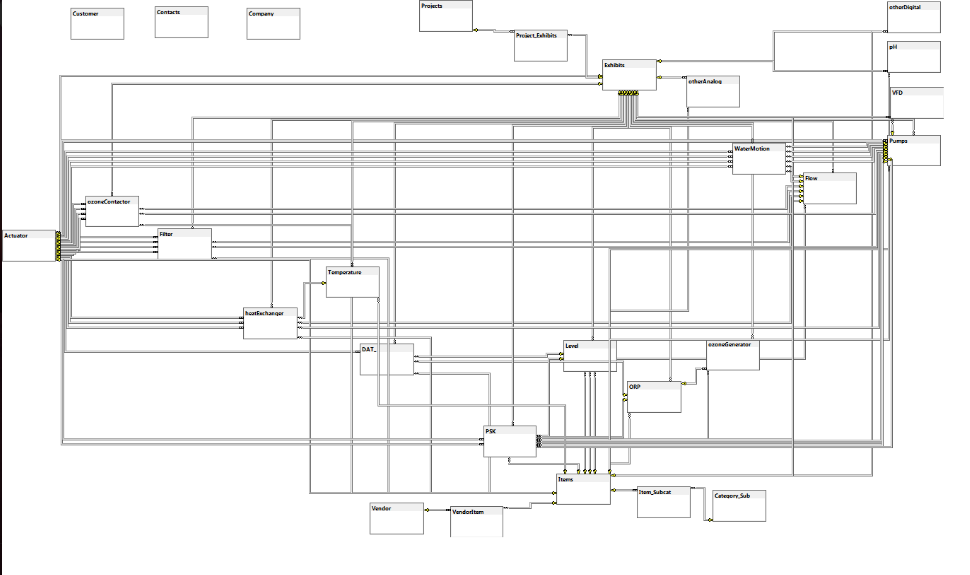 Projects
otherDigital
Customer
Contacts
Company
Project_Exhibits
pH
Exhibits
otherAnalog
VFD
Pumps
WaterMotion
Flow
ozoneContactor
Actuator
Filter
Temperature
heatExchanger
DAT_
Level
ozoneGenerator
ORP
PSK
Items
Item_Subcat
Category_Sub
Vendor
VendorItem